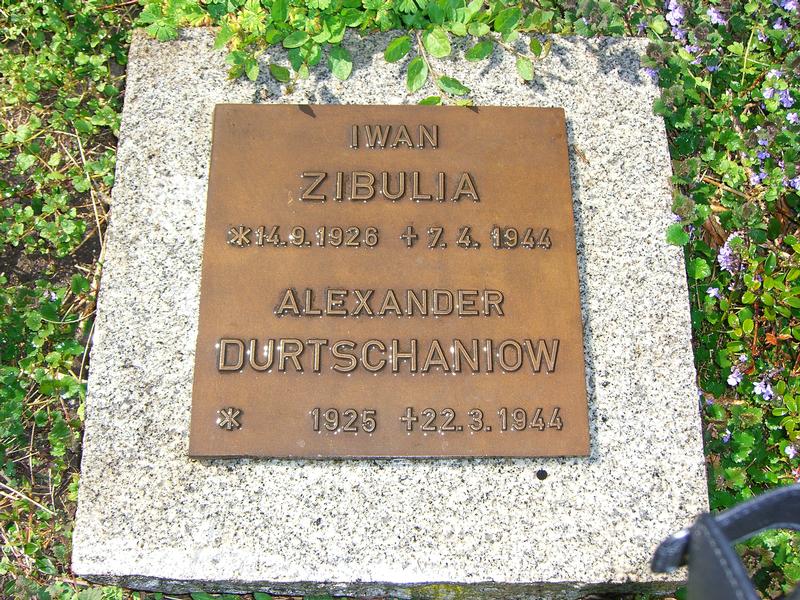 IWAN
ZIBULIA
*14.9.1926 +7.4.1944
ALEXANDER
DURTSCHANIOW
* 1925 +22.3.1944